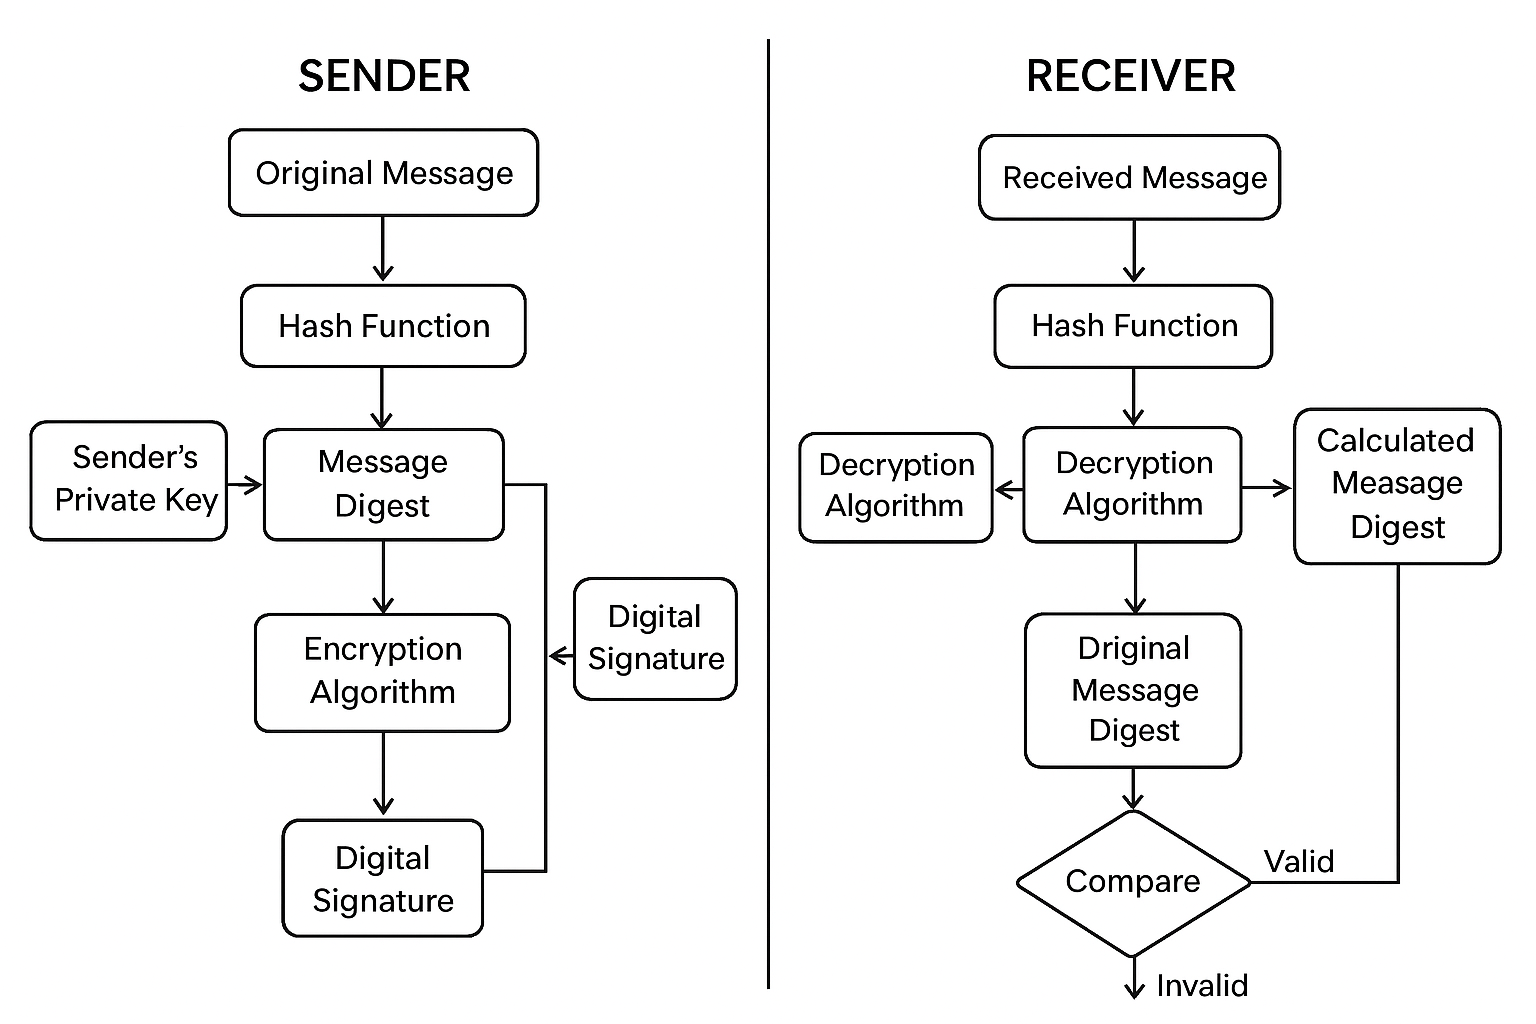 SENDER
Original Message
Hash Function
Sender's
Private Key
Message
Digest
Encryption
Algorithm
Digital
Signature
Digital
Signature
RECEIVER
Received Message
Hash Function
Decryption
Algorithm
Decryption
Algorithm
Calculated
Measage
Digest
Driginal
Message
Digest
Compare
Valid
Invalid